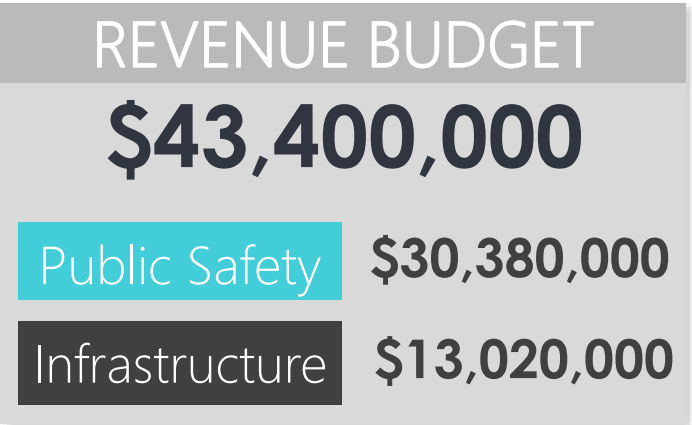 REVENUE BUDGET
$43,400,000
Public Safety $30,380,000
Infrastructure $13,020,000